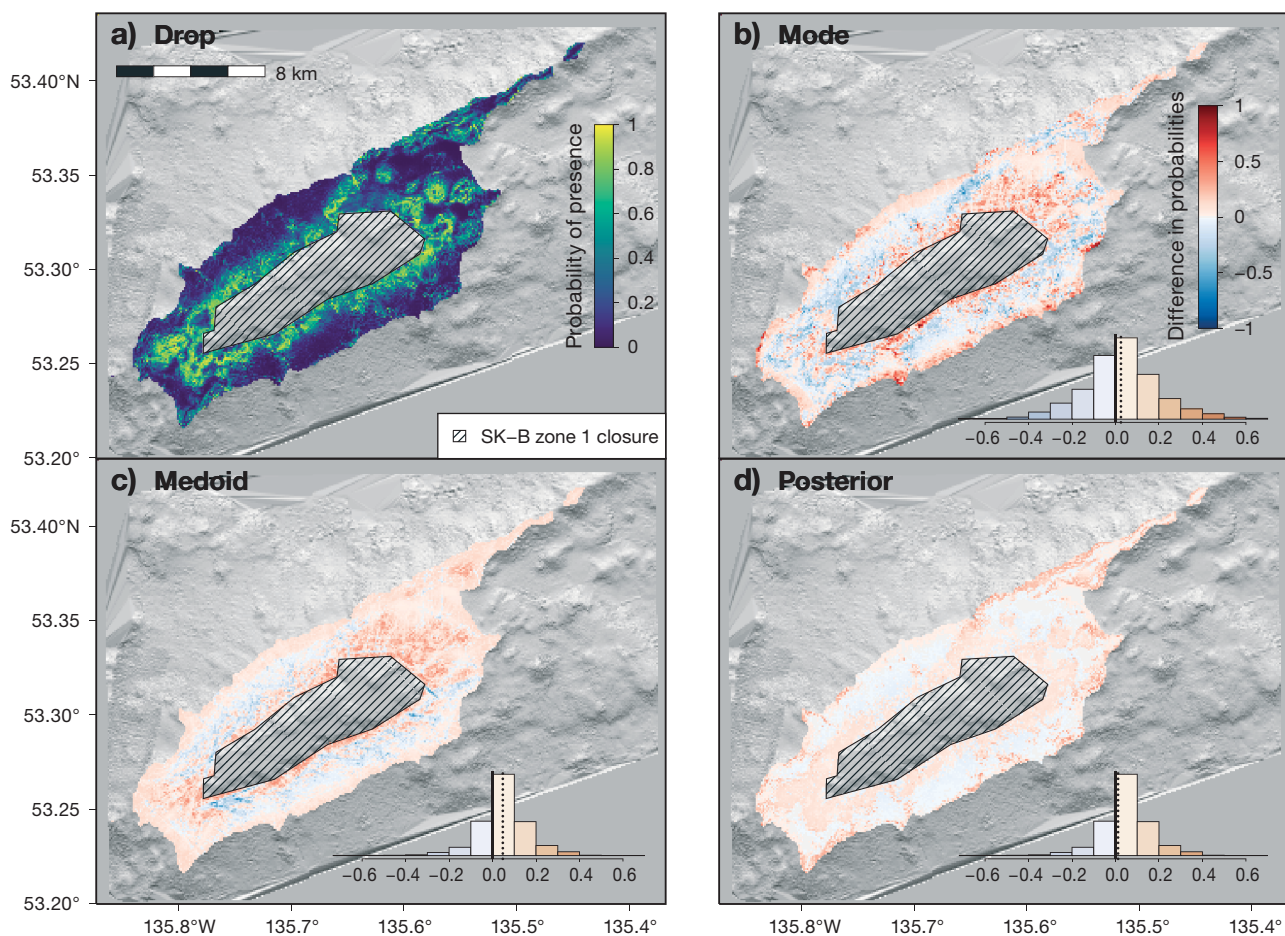 a) Drop
8 km
53.40°N
53.35
53.30°
53.25
53.20°
Probability of presence
1
0.8
0.6
0.4
0.2
0
SK–B zone 1 closure
b) Mode
Difference in probabilities
1
0.5
0
−0.5
−1
−0.6 −0.4 −0.2 0.0 0.2 0.4 0.6
c) Medoid
53.40°N
53.35
53.30°
53.25
53.20°
−0.6 −0.4 −0.2 0.0 0.2 0.4 0.6
135.8°W 135.7° 135.6° 135.5° 135.4°
d) Posterior
−0.6 −0.4 −0.2 0.0 0.2 0.4 0.6
135.8°W 135.7° 135.6° 135.5° 135.4°